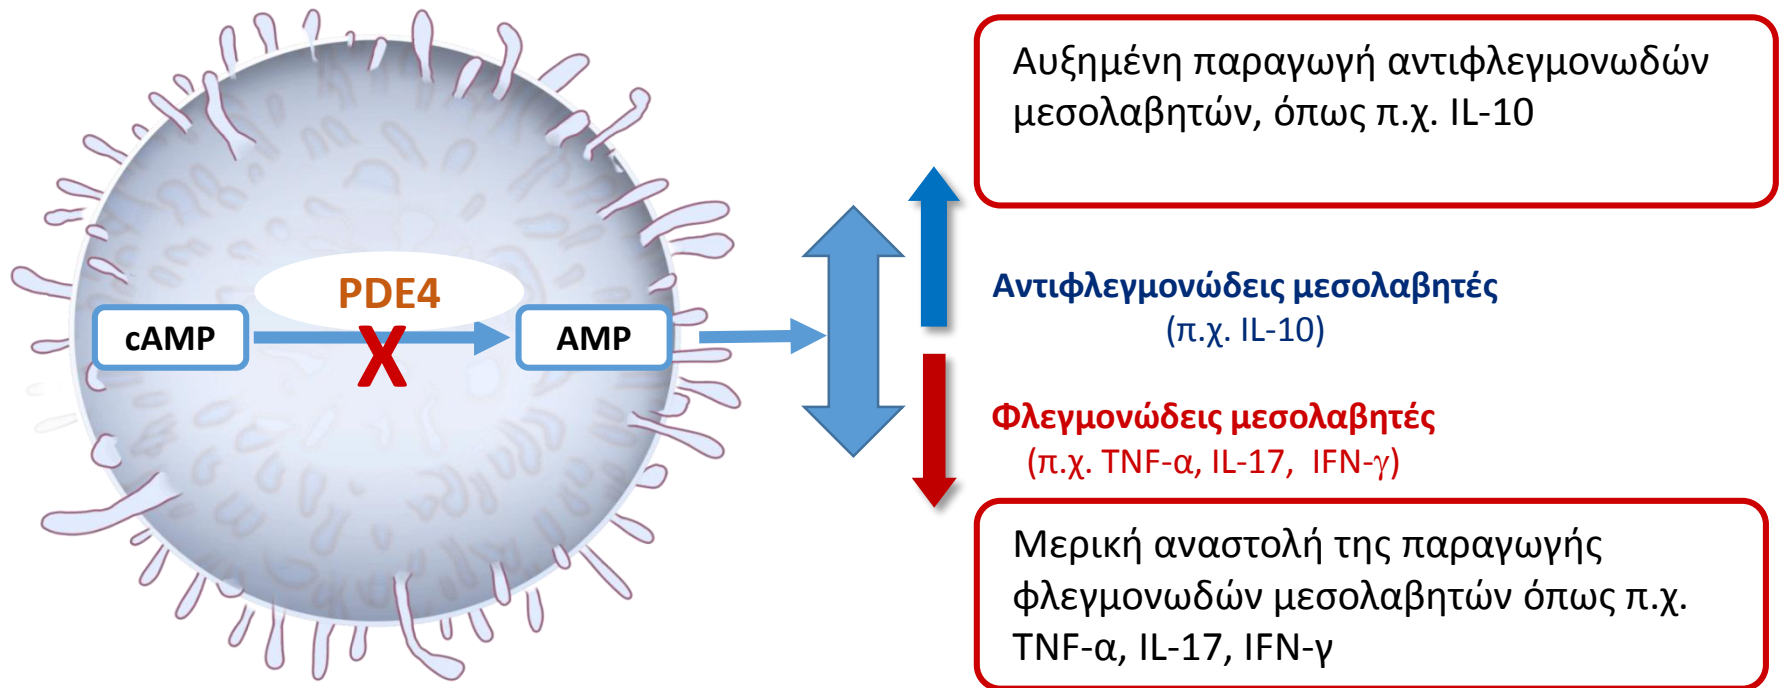 Αυξημένη παραγωγή αντιφλεγμονωδών
μεσολαβητών, όπως π.χ. IL-10
PDE4
cAMP
X
AMP
Αντιφλεγμονώδεις μεσολαβητές
(π.χ. IL-10)
Φλεγμονώδεις μεσολαβητές
(π.χ. TNF-α, IL-17, IFN-γ)
Μερική αναστολή της παραγωγής
φλεγμονωδών μεσολαβητών όπως π.χ.
TNF-α, IL-17, IFN-γ